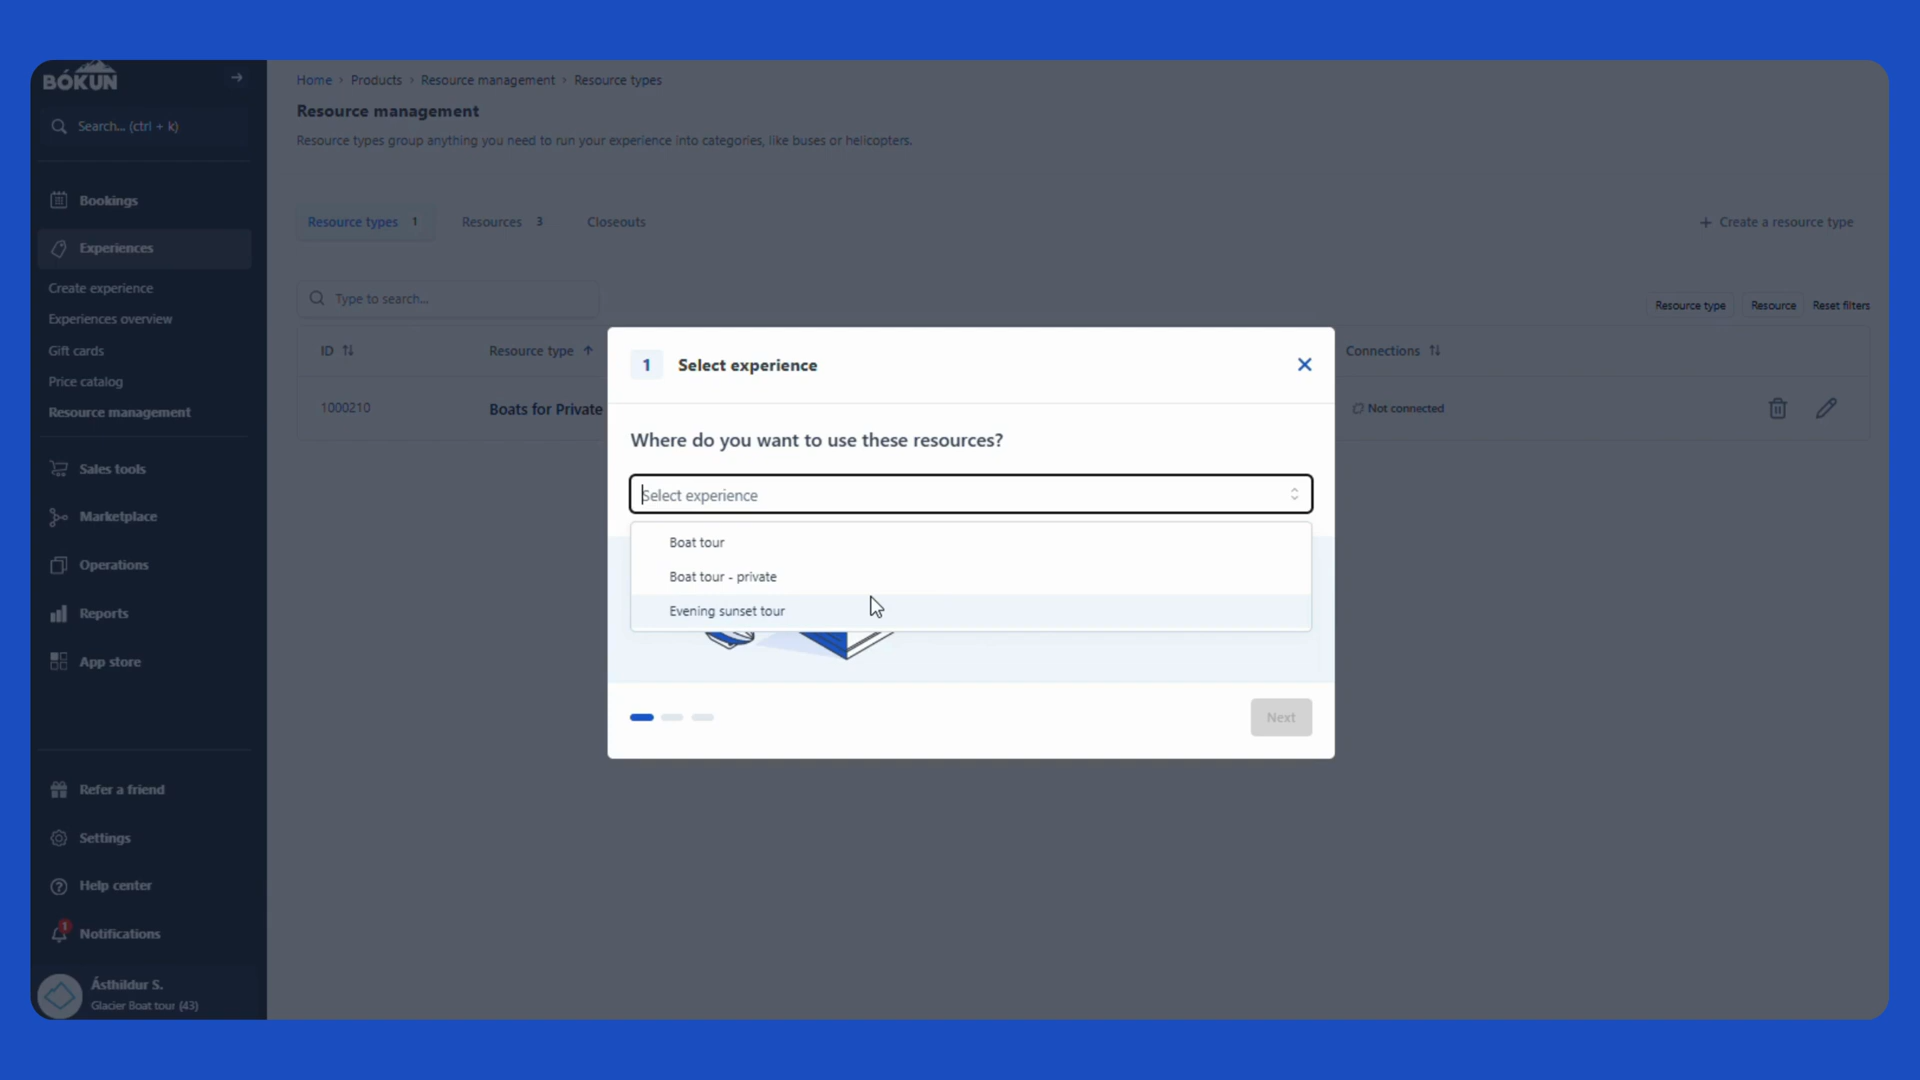 BÓKUN
Search... (ctrl + k)
Bookings
Experiences
Create experience
Experiences overview
Gift cards
Price catalog
Resource management
Sales tools
Marketplace
Operations
Reports
App store
Refer a friend
Settings
Help center
1
Notifications
Ásthildur S.
Glacier Boat tour (43)
Home › Products › Resource management › Resource types
Resource management
Resource types group anything you need to run your experience into categories, like buses or helicopters.
Resource types 1 Resources 3 Closeouts + Create a resource type
Type to search...
Resource type Resource Reset filters
ID Resource type Connections
1000210 Boats for Private Not connected
1 Select experience
Where do you want to use these resources?
Select experience
Boat tour
Boat tour - private
Evening sunset tour
Next